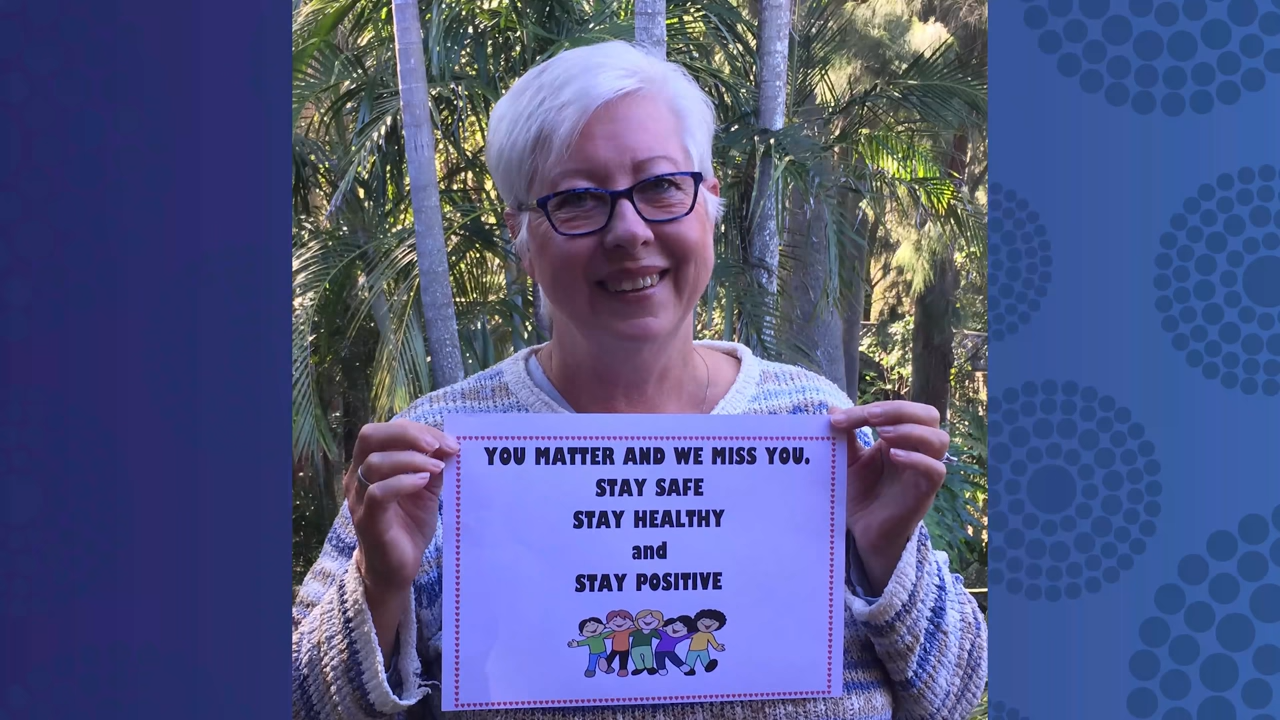 YOU MATTER AND WE MISS YOU.
STAY SAFE
STAY HEALTHY
and
STAY POSITIVE